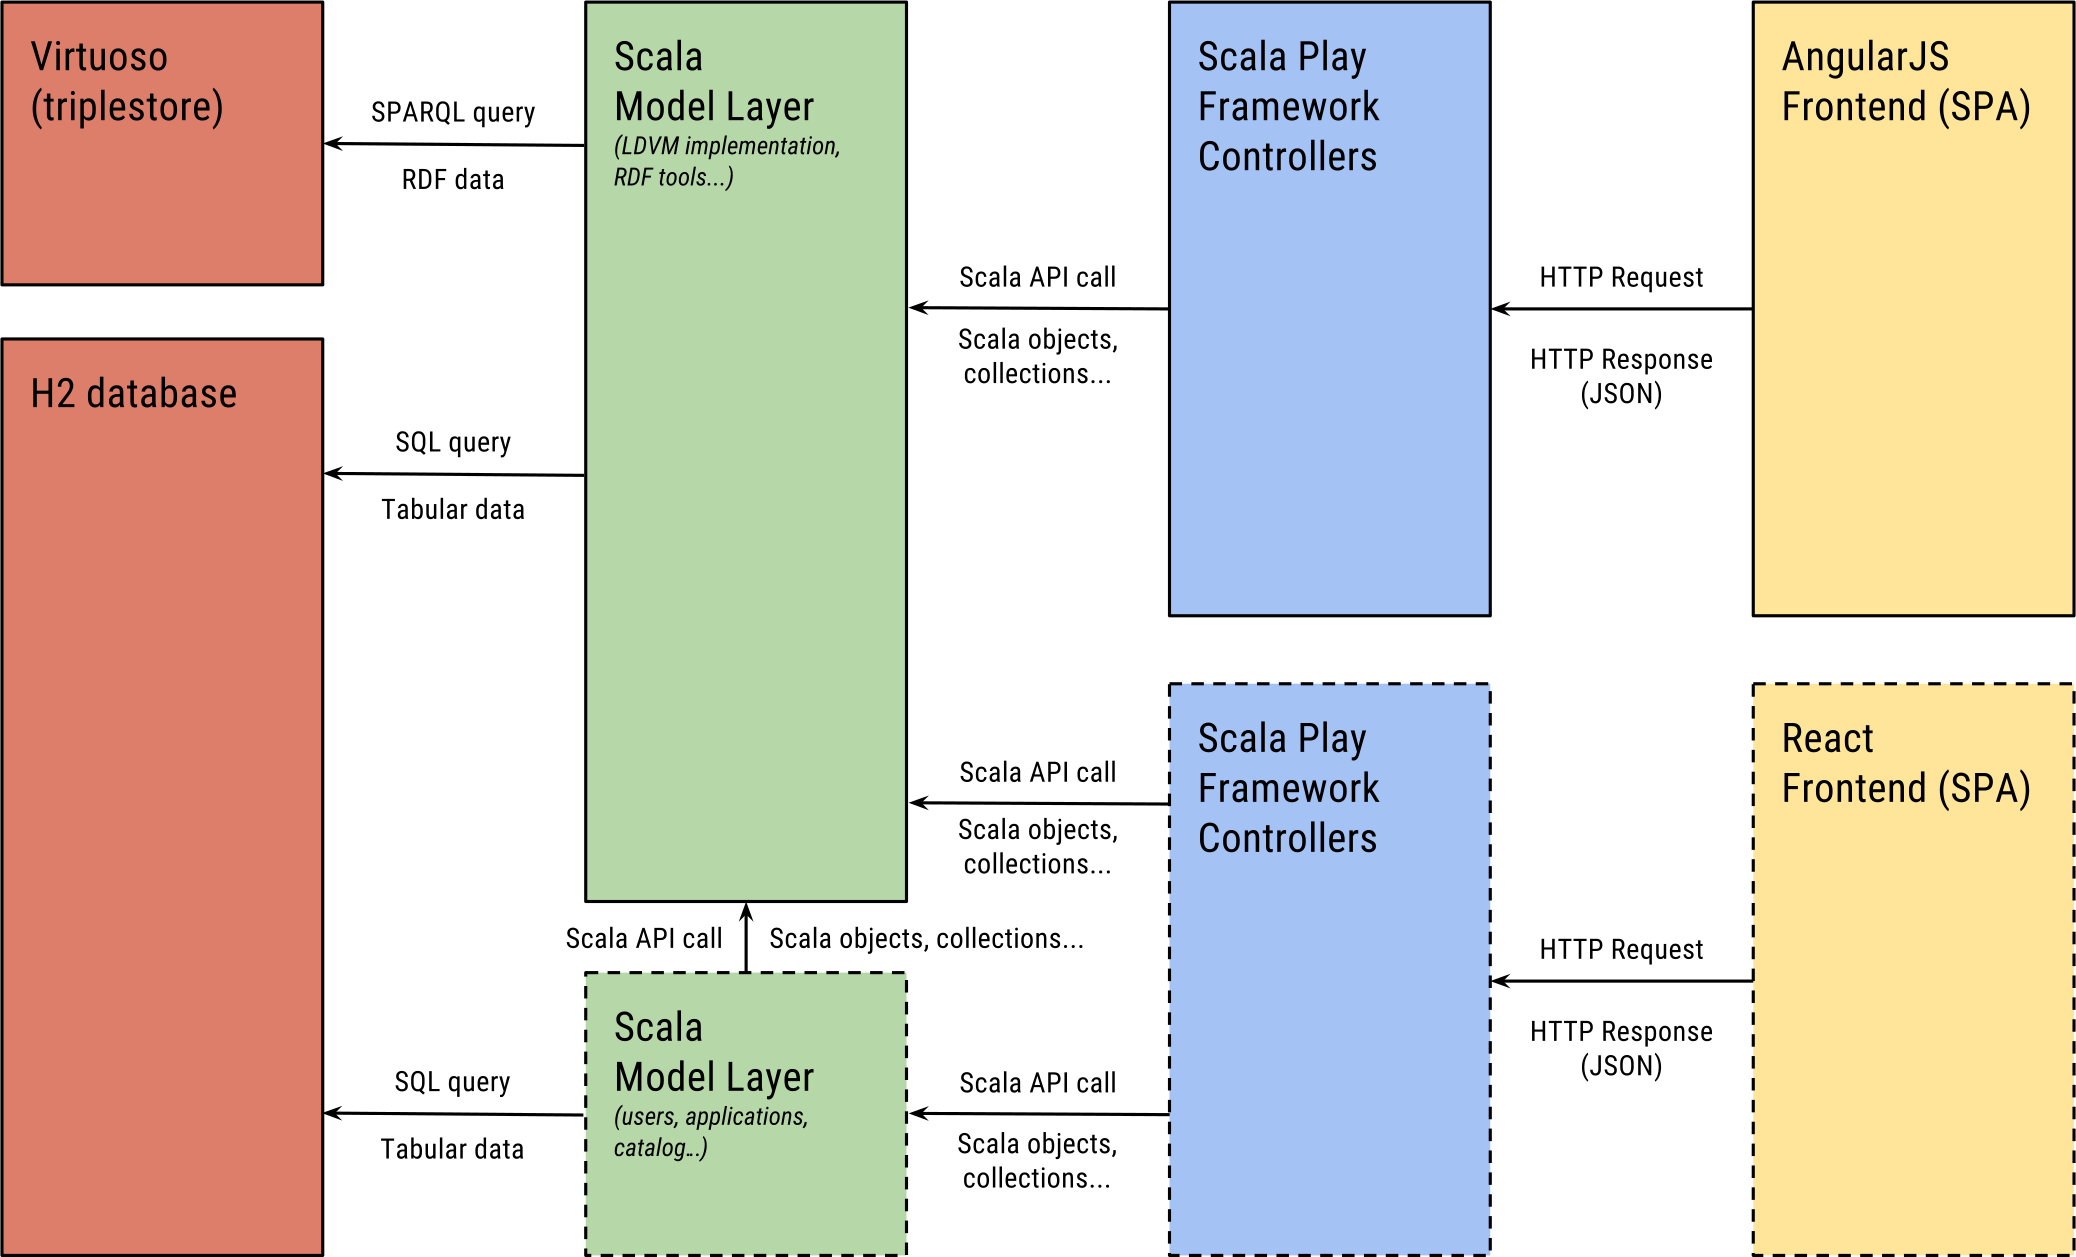 Virtuoso
(triplestore)
SPARQL query
RDF data
H2 database
SQL query
Tabular data
SQL query
Tabular data
Scala
Model Layer
(LDVM implementation,
RDF tools...)
Scala API call
Scala objects, collections...
Scala
Model Layer
(users, applications,
catalog...)
Scala API call
Scala objects,
collections...
Scala API call
Scala objects,
collections...
Scala API call
Scala objects,
collections...
Scala Play
Framework
Controllers
Scala Play
Framework
Controllers
HTTP Request
HTTP Response
(JSON)
HTTP Request
HTTP Response
(JSON)
AngularJS
Frontend (SPA)
React
Frontend (SPA)